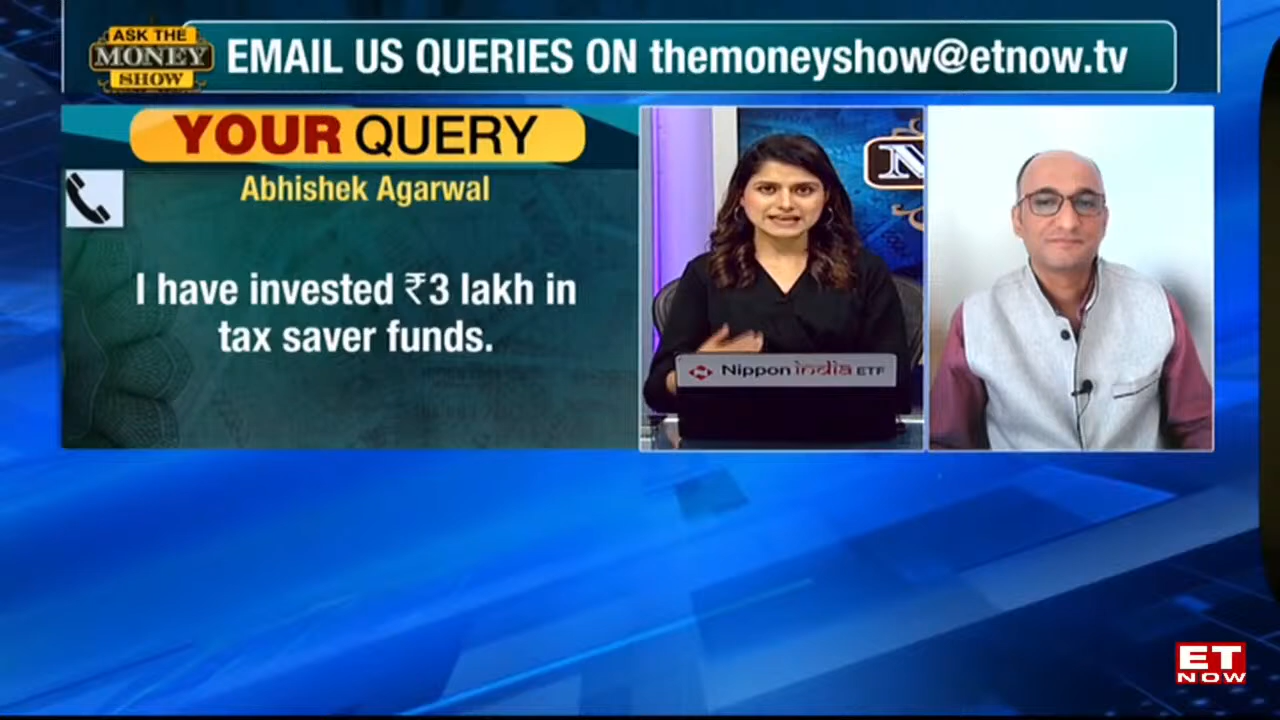 ASK THE
MONEY
SHOW
EMAIL US QUERIES ON themoneyshow@etnow.tv
YOUR QUERY
Abhishek Agarwal
I have invested ₹3 lakh in
tax saver funds.
N
Nippon india ETF
ET
NOW